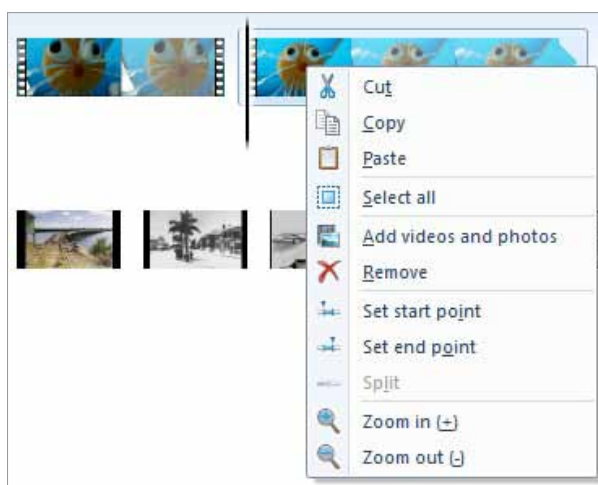 Cut
Copy
Paste
Select all
Add videos and photos
Remove
Set start point
Set end point
Split
Zoom in (+)
Zoom out (-)